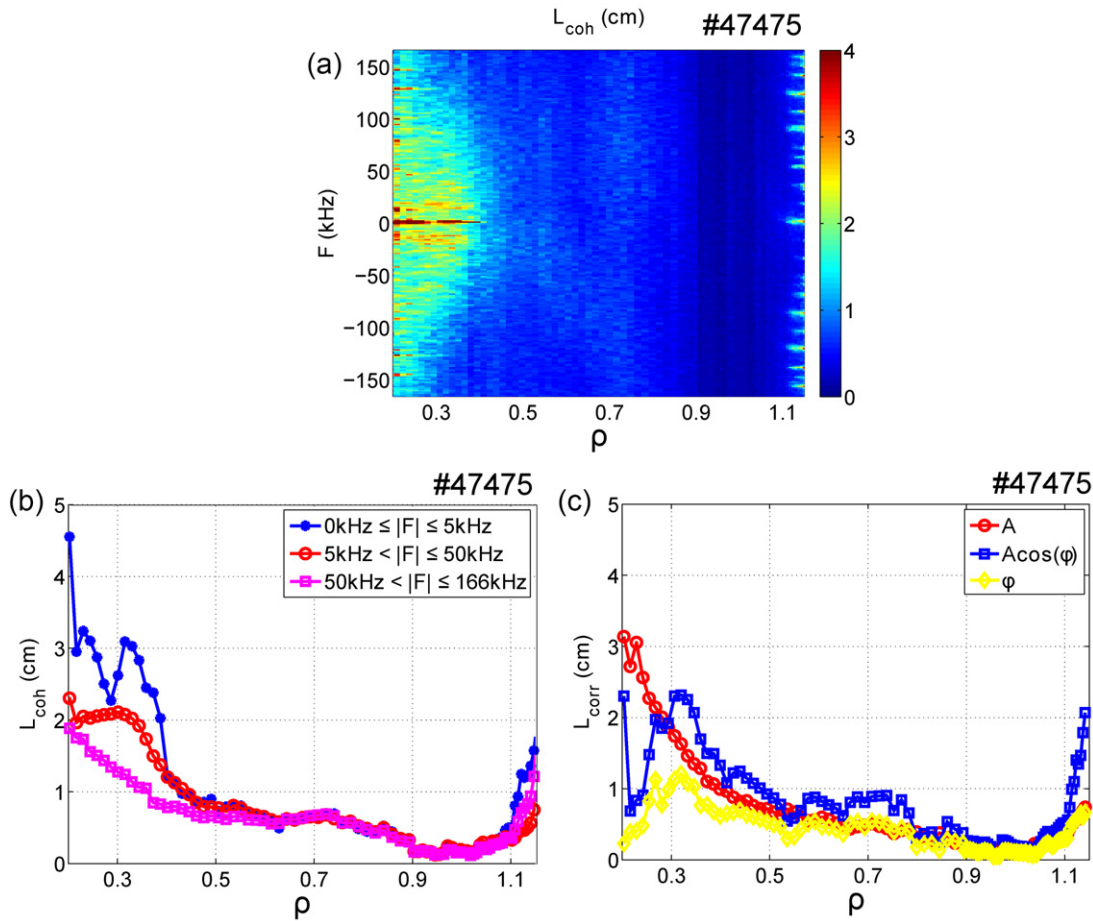 L_coh (cm)
#47475
(a)
F (kHz)
150
100
50
0
−50
−100
−150
0.3 0.5 0.7 0.9 1.1
ρ
4
3
2
1
0
(b)
#47475
L_coh (cm)
5
4
3
2
1
0
0kHz ≤ |F| ≤ 5kHz
5kHz < |F| ≤ 50kHz
50kHz < |F| ≤ 166kHz
0.3 0.5 0.7 0.9 1.1
ρ
(c)
#47475
L_corr (cm)
5
4
3
2
1
0
A
Acos(φ)
φ
0.3 0.5 0.7 0.9 1.1
ρ